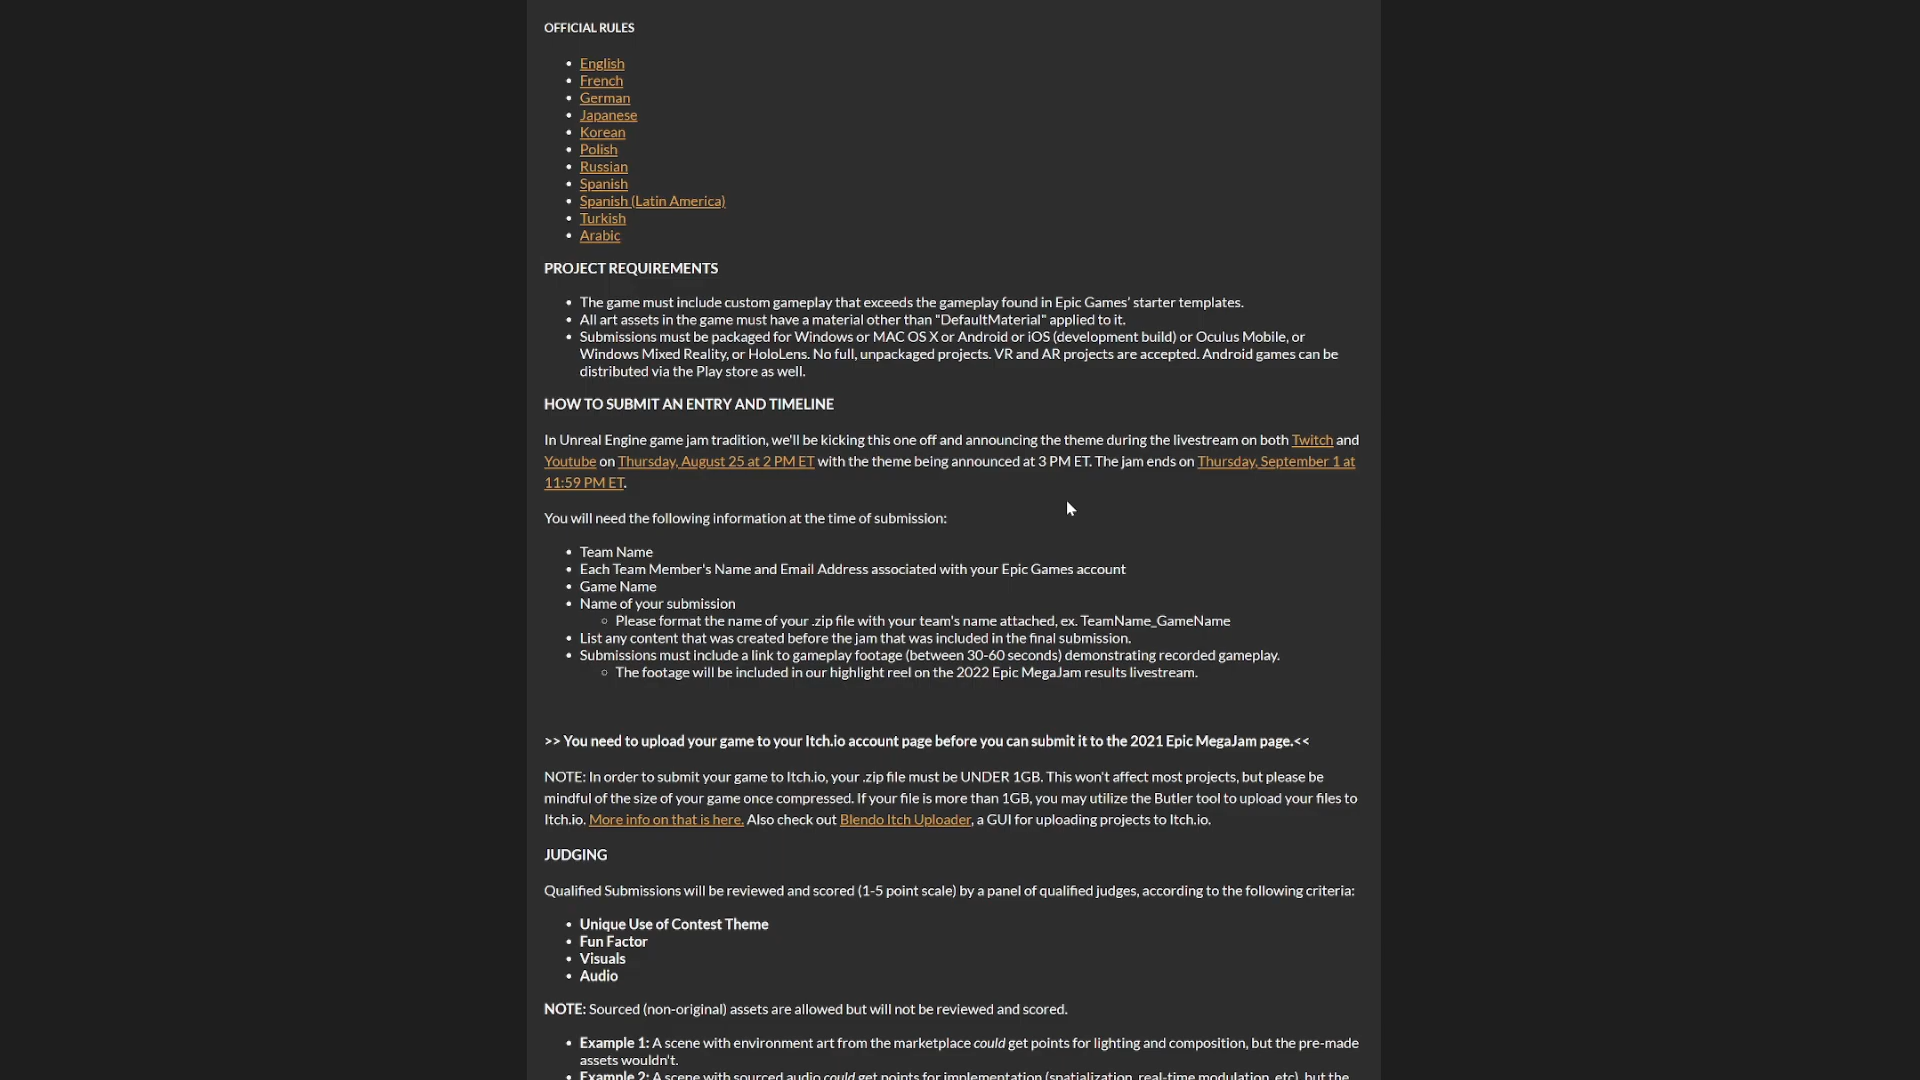 OFFICIAL RULES
English
French
German
Japanese
Korean
Polish
Russian
Spanish
Spanish (Latin America)
Turkish
Arabic
PROJECT REQUIREMENTS
The game must include custom gameplay that exceeds the gameplay found in Epic Games' starter templates.
All art assets in the game must have a material other than "DefaultMaterial" applied to it.
Submissions must be packaged for Windows or MAC OS X or Android or iOS (development build) or Oculus Mobile, or
Windows Mixed Reality, or HoloLens. No full, unpackaged projects. VR and AR projects are accepted. Android games can be
distributed via the Play store as well.
HOW TO SUBMIT AN ENTRY AND TIMELINE
In Unreal Engine game jam tradition, we'll be kicking this one off and announcing the theme during the livestream on both Twitch and
Youtube on Thursday, August 25 at 2 PM ET with the theme being announced at 3 PM ET. The jam ends on Thursday, September 1 at
11:59 PM ET.
You will need the following information at the time of submission:
Team Name
Each Team Member's Name and Email Address associated with your Epic Games account
Game Name
Name of your submission
Please format the name of your .zip file with your team's name attached, ex. TeamName_GameName
List any content that was created before the jam that was included in the final submission.
Submissions must include a link to gameplay footage (between 30-60 seconds) demonstrating recorded gameplay.
The footage will be included in our highlight reel on the 2022 Epic MegaJam results livestream.
>> You need to upload your game to your Itch.io account page before you can submit it to the 2021 Epic MegaJam page.<<
NOTE: In order to submit your game to Itch.io, your .zip file must be UNDER 1GB. This won't affect most projects, but please be
mindful of the size of your game once compressed. If your file is more than 1GB, you may utilize the Butler tool to upload your files to
Itch.io. More info on that is here. Also check out Blendo Itch Uploader, a GUI for uploading projects to Itch.io.
JUDGING
Qualified Submissions will be reviewed and scored (1-5 point scale) by a panel of qualified judges, according to the following criteria:
Unique Use of Contest Theme
Fun Factor
Visuals
Audio
NOTE: Sourced (non-original) assets are allowed but will not be reviewed and scored.
Example 1: A scene with environment art from the marketplace could get points for lighting and composition, but the pre-made
assets wouldn't.
Example 2: A scene with sourced audio could get points for implementation (spatialization, real-time modulation, etc), but the